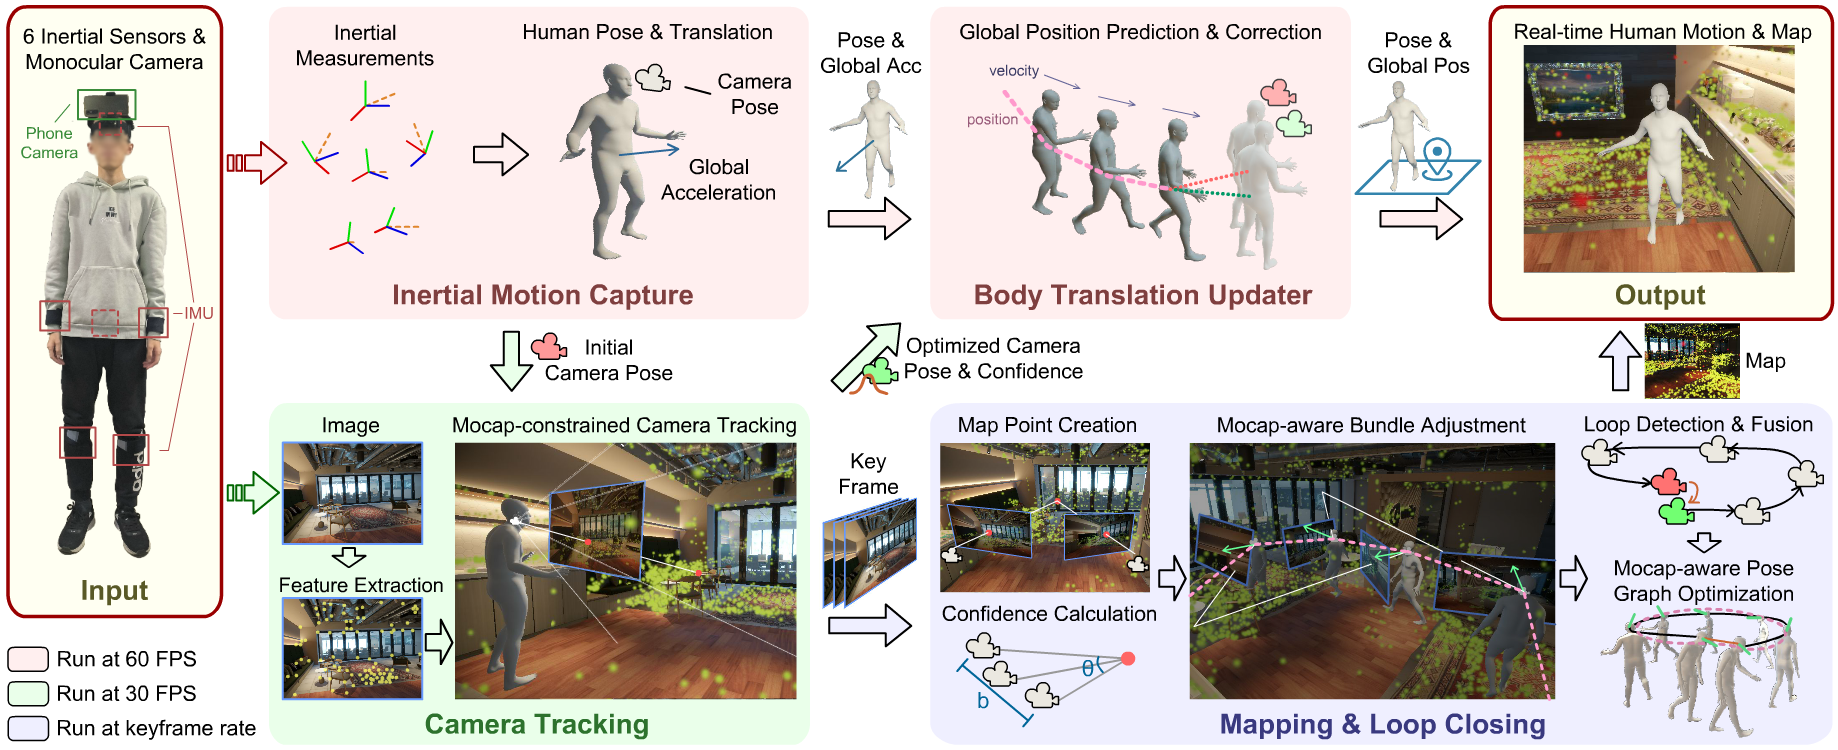 6 Inertial Sensors &
Monocular Camera
Phone
Camera
IMU
Input
Run at 60 FPS
Run at 30 FPS
Run at keyframe rate
Inertial
Measurements
Human Pose & Translation
Camera
Pose
Global
Acceleration
Inertial Motion Capture
Pose &
Global Acc
Global Position Prediction & Correction
velocity
position
Body Translation Updater
Pose &
Global Pos
Real-time Human Motion & Map
Output
Initial
Camera Pose
Optimized Camera
Pose & Confidence
Map
Image
Feature Extraction
Mocap-constrained Camera Tracking
Camera Tracking
Key
Frame
Map Point Creation
Confidence Calculation
θ
b
Mocap-aware Bundle Adjustment
Loop Detection & Fusion
Mocap-aware Pose
Graph Optimization
Mapping & Loop Closing